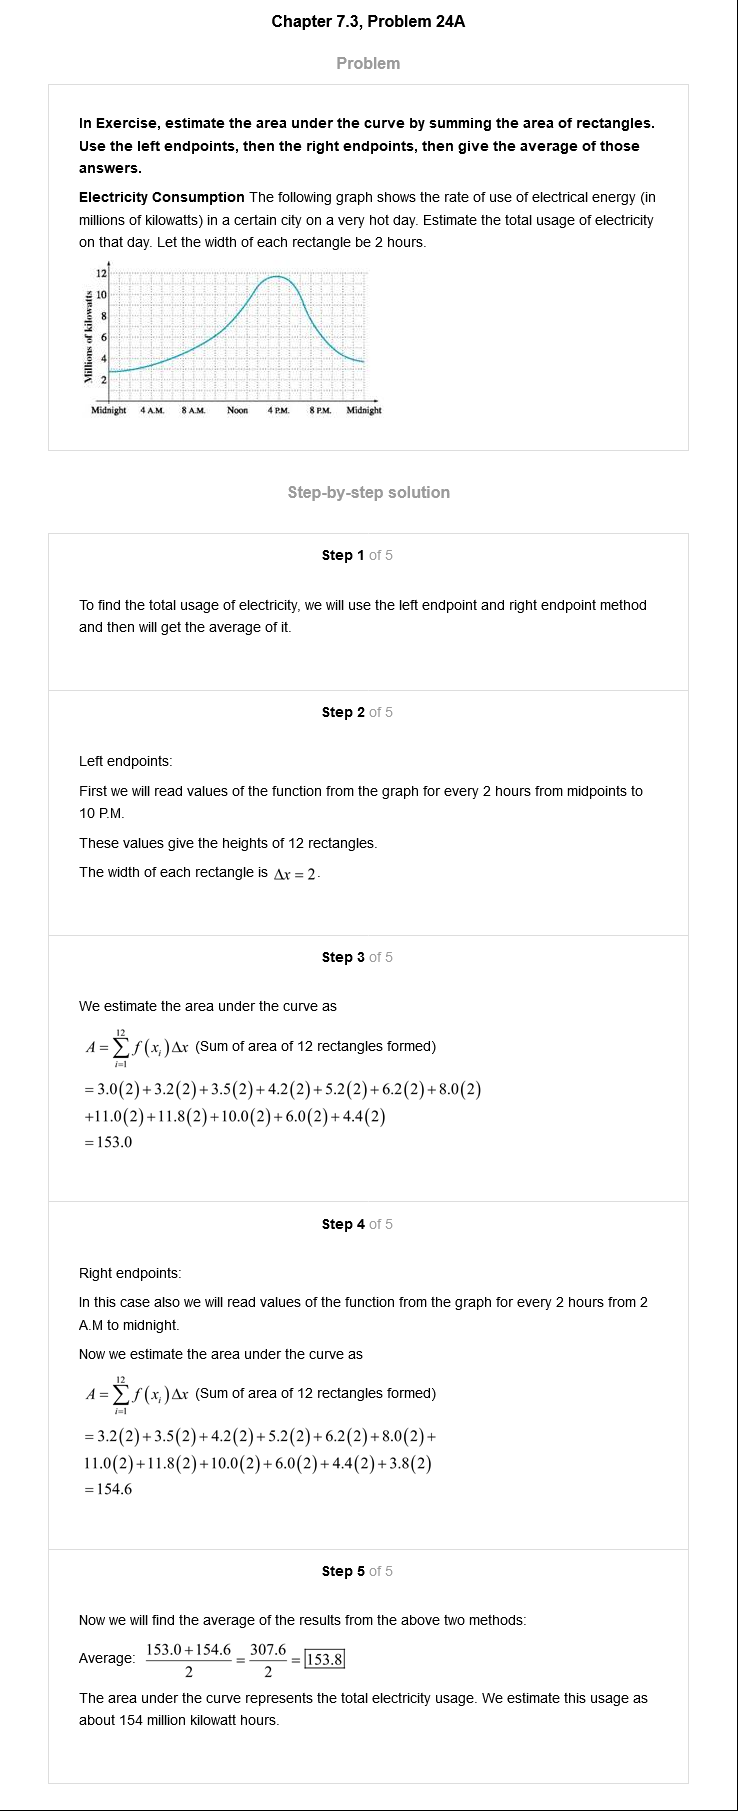 Chapter 7.3, Problem 24A
Problem
In Exercise, estimate the area under the curve by summing the area of rectangles.
Use the left endpoints, then the right endpoints, then give the average of those
answers.
Electricity Consumption The following graph shows the rate of use of electrical energy (in
millions of kilowatts) in a certain city on a very hot day. Estimate the total usage of electricity
on that day. Let the width of each rectangle be 2 hours.
Millions of kilowatts
12
10
8
6
4
2
Midnight 4 A.M. 8 A.M. Noon 4 P.M. 8 P.M. Midnight
Step-by-step solution
Step 1 of 5
To find the total usage of electricity, we will use the left endpoint and right endpoint method
and then will get the average of it.
Step 2 of 5
Left endpoints:
First we will read values of the function from the graph for every 2 hours from midpoints to
10 P.M.
These values give the heights of 12 rectangles.
The width of each rectangle is Δx = 2.
Step 3 of 5
We estimate the area under the curve as
A = ∑_{i=1}^{12} f(x_i)Δx (Sum of area of 12 rectangles formed)
= 3.0(2)+3.2(2)+3.5(2)+4.2(2)+5.2(2)+6.2(2)+8.0(2)
+11.0(2)+11.8(2)+10.0(2)+6.0(2)+4.4(2)
= 153.0
Step 4 of 5
Right endpoints:
In this case also we will read values of the function from the graph for every 2 hours from 2
A.M to midnight.
Now we estimate the area under the curve as
A = ∑_{i=1}^{12} f(x_i)Δx (Sum of area of 12 rectangles formed)
= 3.2(2)+3.5(2)+4.2(2)+5.2(2)+6.2(2)+8.0(2)+
11.0(2)+11.8(2)+10.0(2)+6.0(2)+4.4(2)+3.8(2)
= 154.6
Step 5 of 5
Now we will find the average of the results from the above two methods:
Average: (153.0+154.6)/2 = 307.6/2 = 153.8
The area under the curve represents the total electricity usage. We estimate this usage as
about 154 million kilowatt hours.